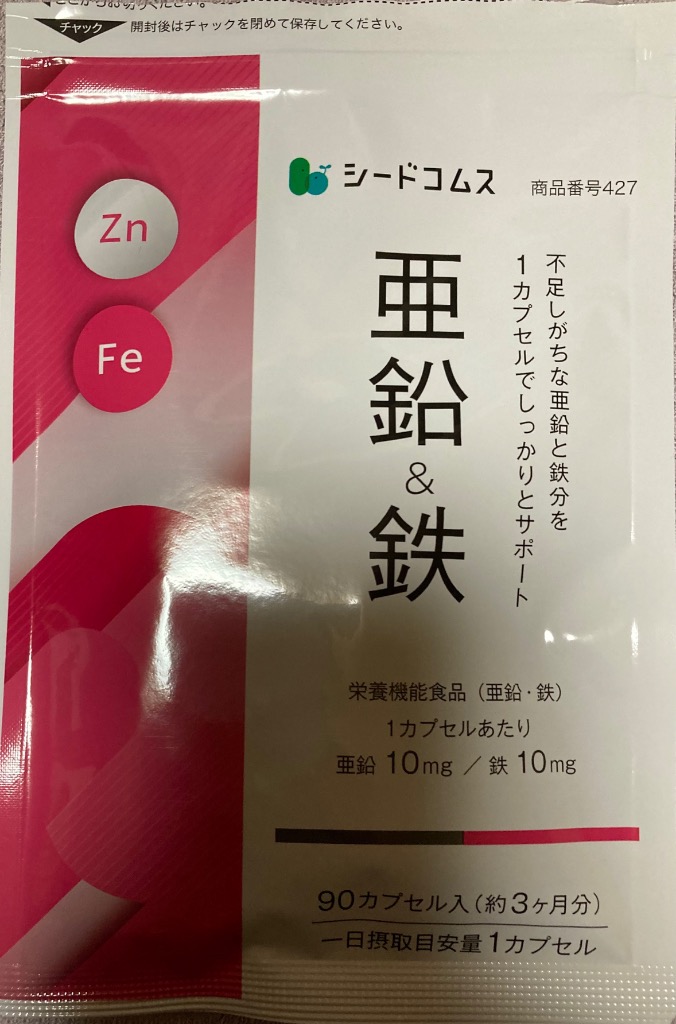 チャック
開封後はチャックを閉めて保存してください。
Zn
Fe
シードコムス
商品番号427
不足しがちな亜鉛と鉄分を
1カプセルでしっかりとサポート
亜鉛&鉄
栄養機能食品（亜鉛・鉄）
1カプセルあたり
亜鉛 10mg ／ 鉄 10mg
90カプセル入（約3ヶ月分）
一日摂取目安量1カプセル